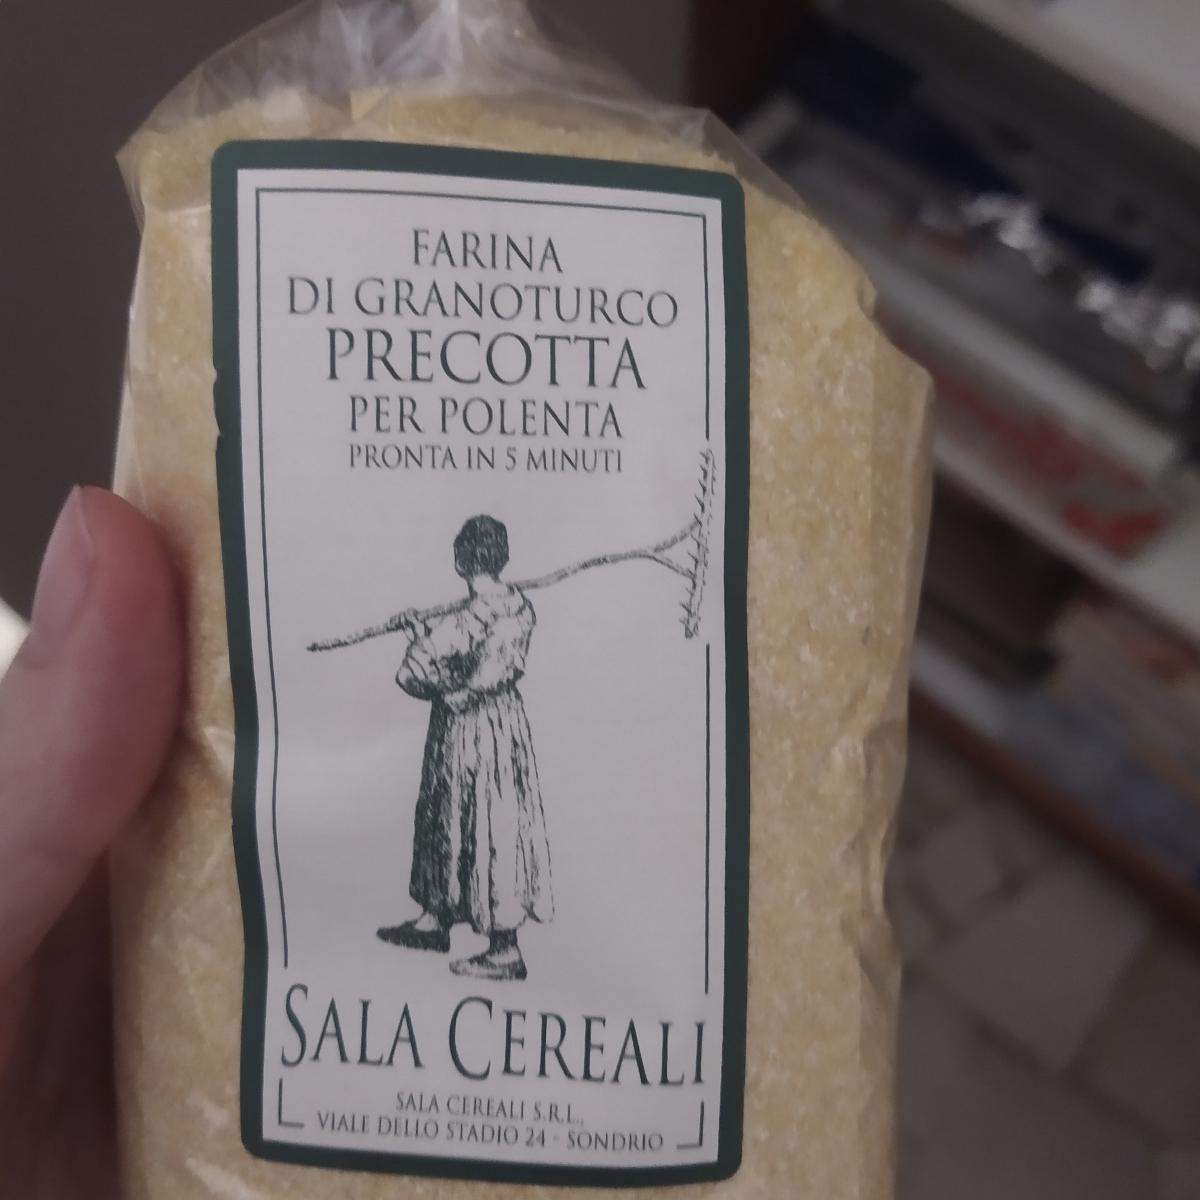 FARINA
DI GRANOTURCO
PRECOTTA
PER POLENTA
PRONTA IN 5 MINUTI
SALA CEREALI
SALA CEREALI S.R.L.,
VIALE DELLO STADIO 24 - SONDRIO